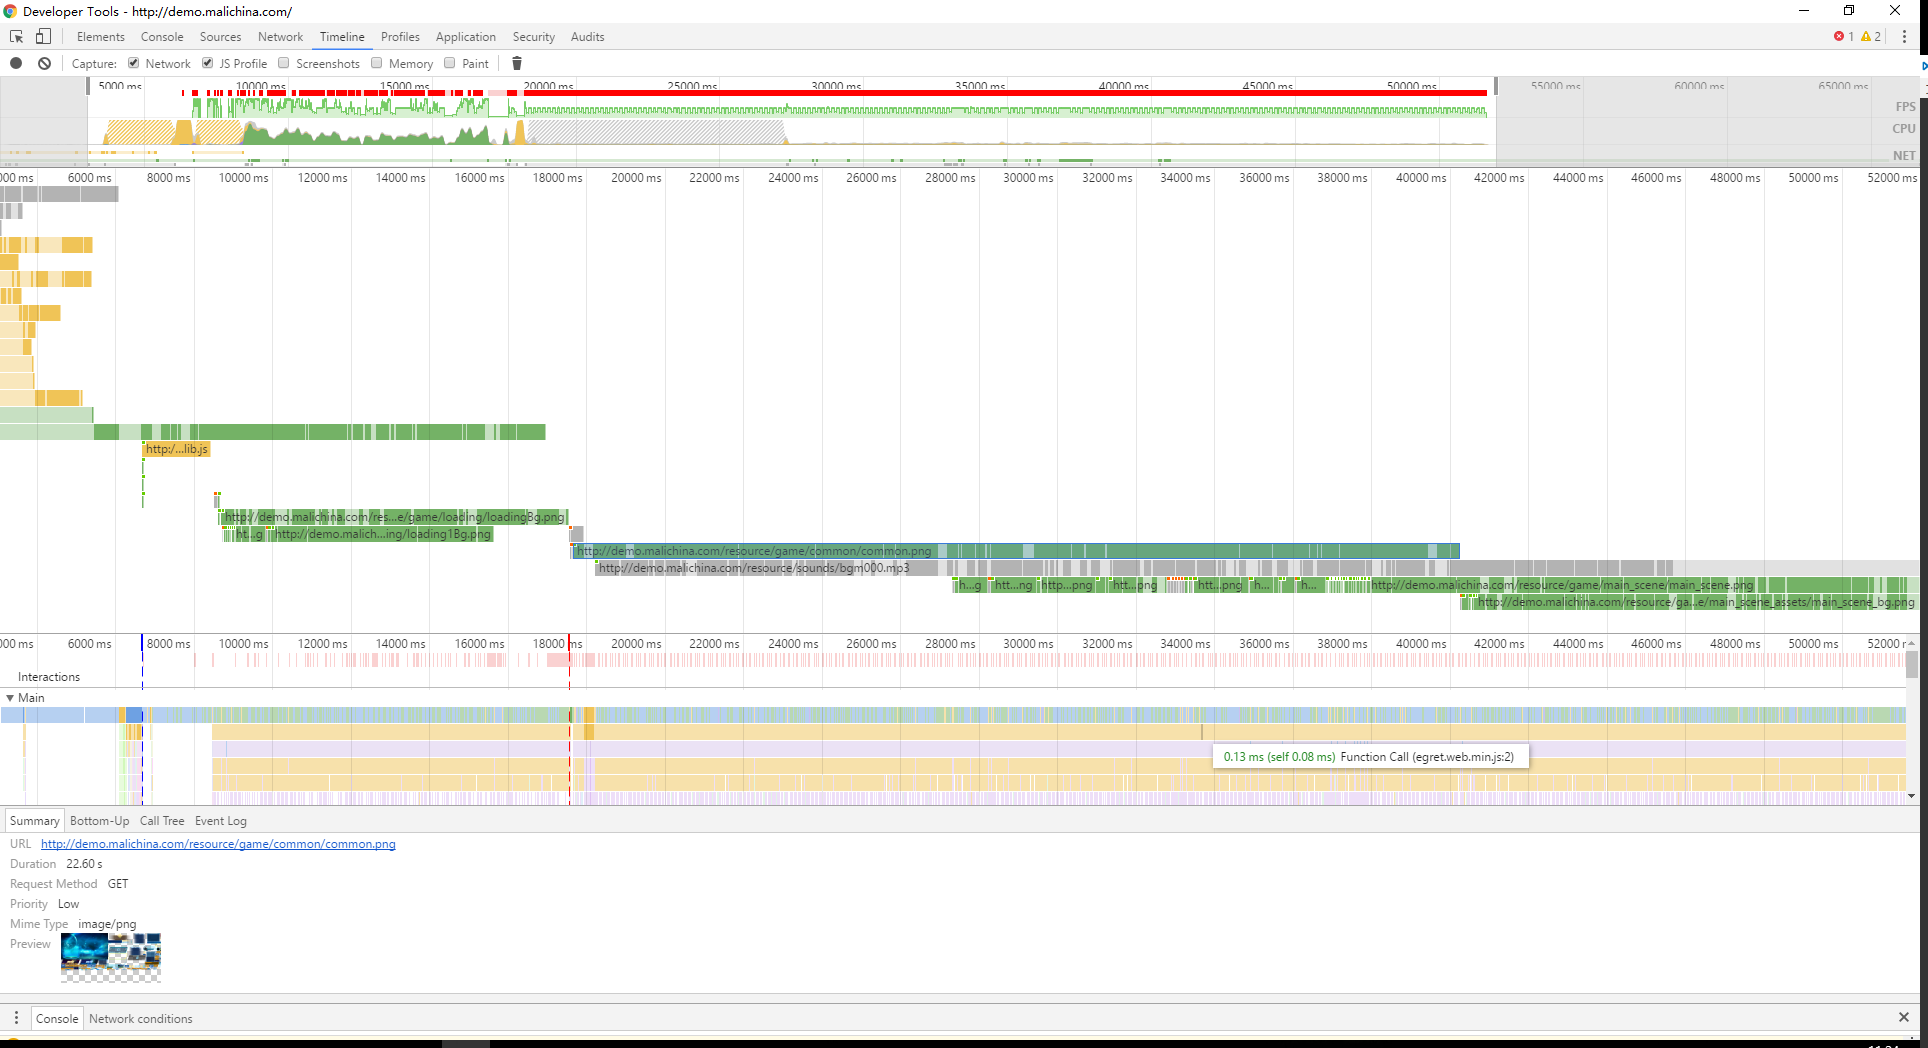 Developer Tools - http://demo.malichina.com/
Elements Console Sources Network Timeline Profiles Application Security Audits 1 2
Capture: Network JS Profile Screenshots Memory Paint
5000 ms 10000 ms 15000 ms 20000 ms 25000 ms 30000 ms 35000 ms 40000 ms 45000 ms 50000 ms 55000 ms 60000 ms 65000 ms
FPS
CPU
NET
000 ms 6000 ms 8000 ms 10000 ms 12000 ms 14000 ms 16000 ms 18000 ms 20000 ms 22000 ms 24000 ms 26000 ms 28000 ms 30000 ms 32000 ms 34000 ms 36000 ms 38000 ms 40000 ms 42000 ms 44000 ms 46000 ms 48000 ms 50000 ms 52000 ms
http:/...lib.js
http://demo.malichina.com/res...e/game/loading/loadingBg.png
ht...g http://demo.malich...ing/loading1Bg.png
http://demo.malichina.com/resource/game/common/common.png
http://demo.malichina.com/resource/sounds/bgm000.mp3
h...g htt...ng http...png htt...png htt...png h... h... http://demo.malichina.com/resource/game/main_scene/main_scene.png
http://demo.malichina.com/resource/ga...e/main_scene_assets/main_scene_bg.png
000 ms 6000 ms 8000 ms 10000 ms 12000 ms 14000 ms 16000 ms 18000 ms 20000 ms 22000 ms 24000 ms 26000 ms 28000 ms 30000 ms 32000 ms 34000 ms 36000 ms 38000 ms 40000 ms 42000 ms 44000 ms 46000 ms 48000 ms 50000 ms 52000 r
Interactions
Main
0.13 ms (self 0.08 ms) Function Call (egret.web.min.js:2)
Summary Bottom-Up Call Tree Event Log
URL http://demo.malichina.com/resource/game/common/common.png
Duration 22.60 s
Request Method GET
Priority Low
Mime Type image/png
Preview
Console Network conditions